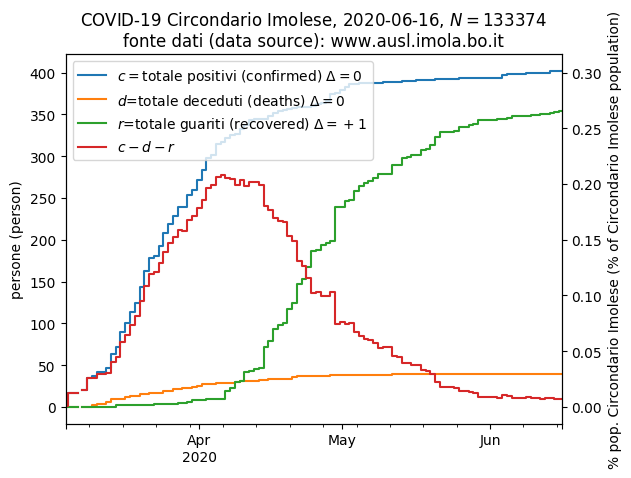 COVID-19 Circondario Imolese, 2020-06-16, N = 133374
fonte dati (data source): www.ausl.imola.bo.it
c = totale positivi (confirmed) Δ = 0
d=totale deceduti (deaths) Δ = 0
r=totale guariti (recovered) Δ = +1
c − d − r
persone (person)
400
350
300
250
200
150
100
50
0
% pop. Circondario Imolese (% of Circondario Imolese population)
0.30
0.25
0.20
0.15
0.10
0.05
0.00
Apr
2020
May
Jun